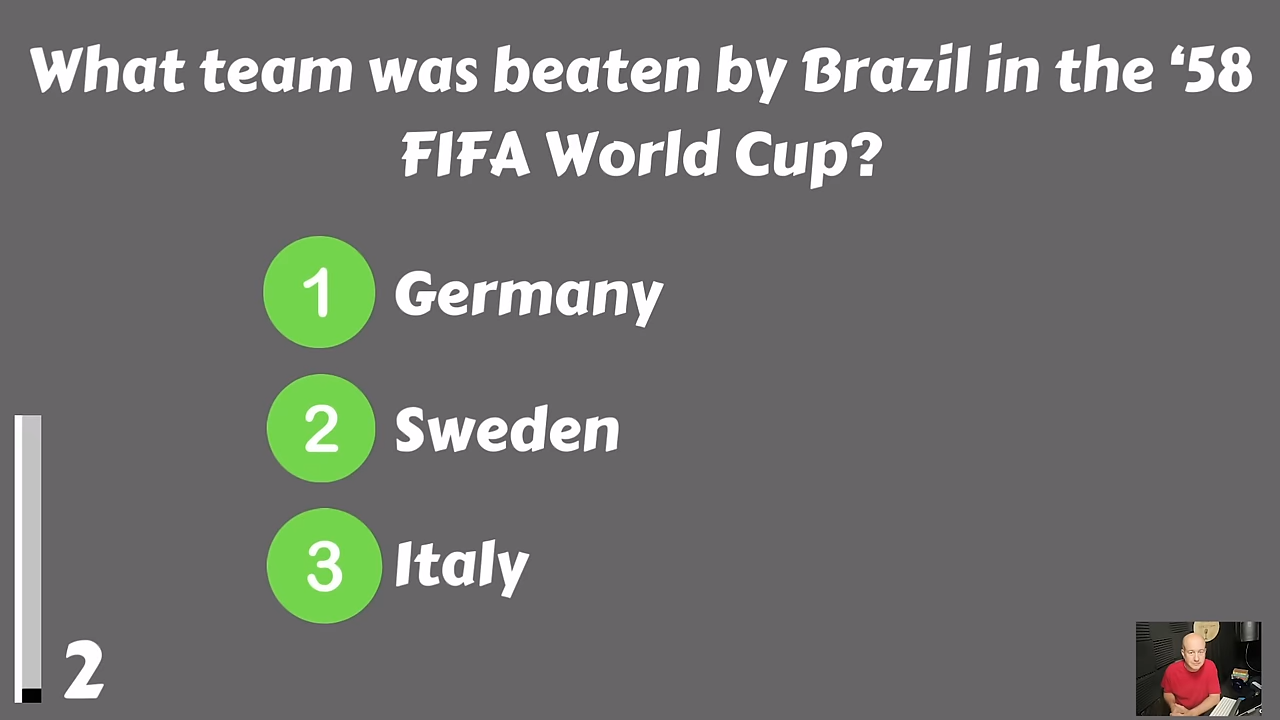 What team was beaten by Brazil in the ‘58
FIFA World Cup?
1 Germany
2 Sweden
3 Italy
2